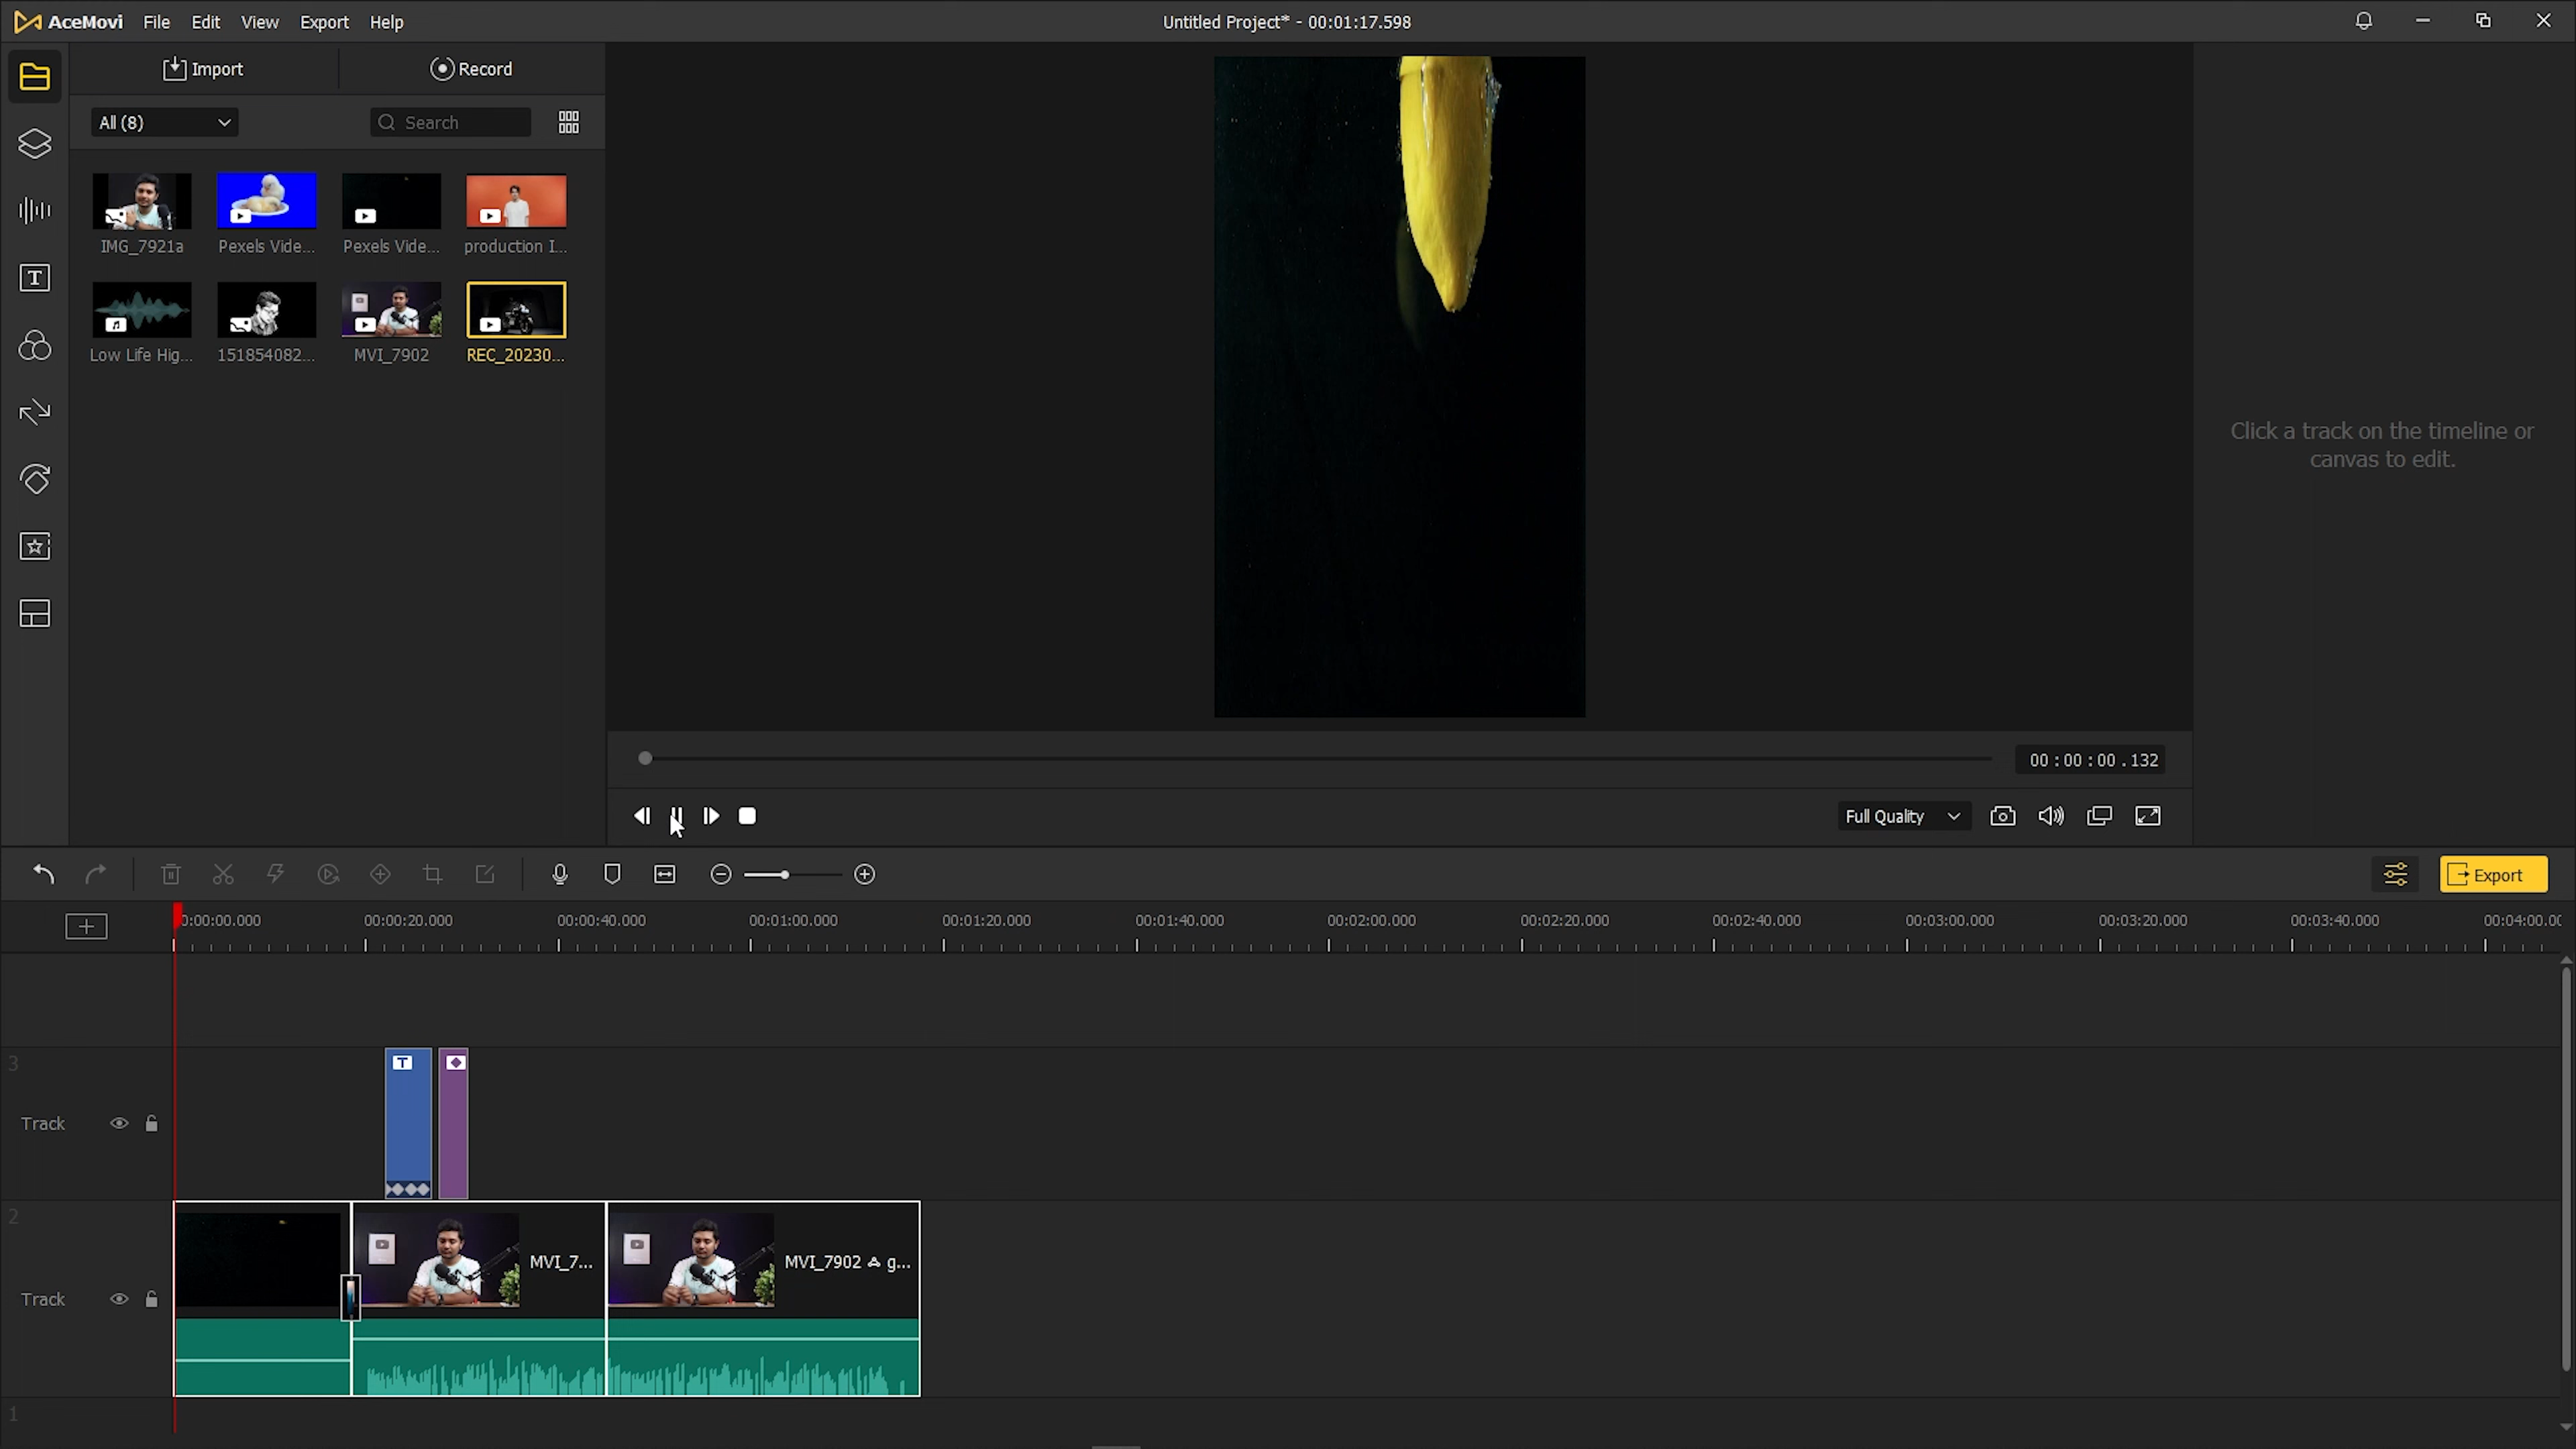 AceMovi File Edit View Export Help
Untitled Project* - 00:01:17.598
Import
Record
All (8)
Search
IMG_7921a
Pexels Vide...
Pexels Vide...
production I...
Low Life Hig...
151854082...
MVI_7902
REC_20230...
Click a track on the timeline or
canvas to edit.
00:00:00.132
Full Quality
Export
0:00:00.000
00:00:20.000
00:00:40.000
00:01:00.000
00:01:20.000
00:01:40.000
00:02:00.000
00:02:20.000
00:02:40.000
00:03:00.000
00:03:20.000
00:03:40.000
00:04:00.00
3
T
Track
2
MVI_7...
MVI_7902
g...
Track
1